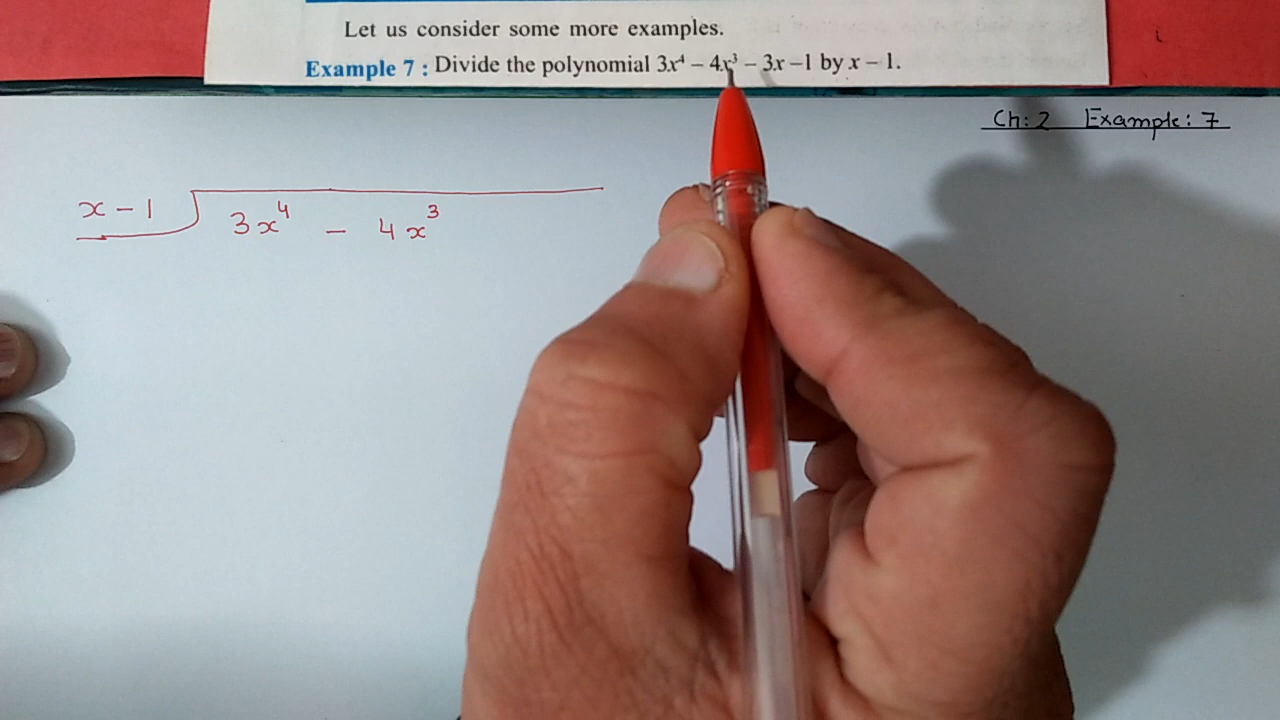 Let us consider some more examples.
Example 7 : Divide the polynomial 3x⁴ – 4x³ – 3x –1 by x – 1.
Ch: 2 Example: 7
x - 1 3x⁴ - 4x³